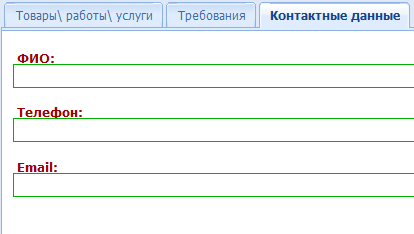 Товары\ работы\ услуги Требования Контактные данные
ФИО:
Телефон:
Email: